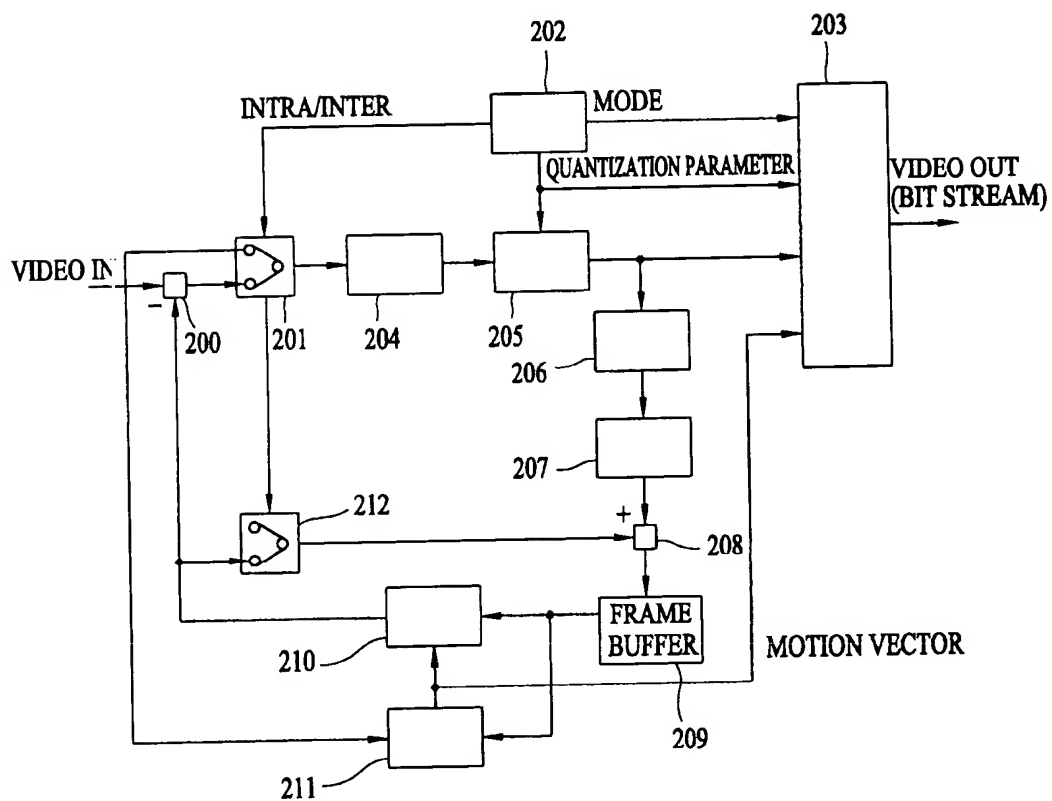 202
203
INTRA/INTER
MODE
QUANTIZATION PARAMETER
VIDEO OUT
(BIT STREAM)
VIDEO IN
−
200
201
204
205
206
207
212
+
208
FRAME
BUFFER
MOTION VECTOR
210
209
211